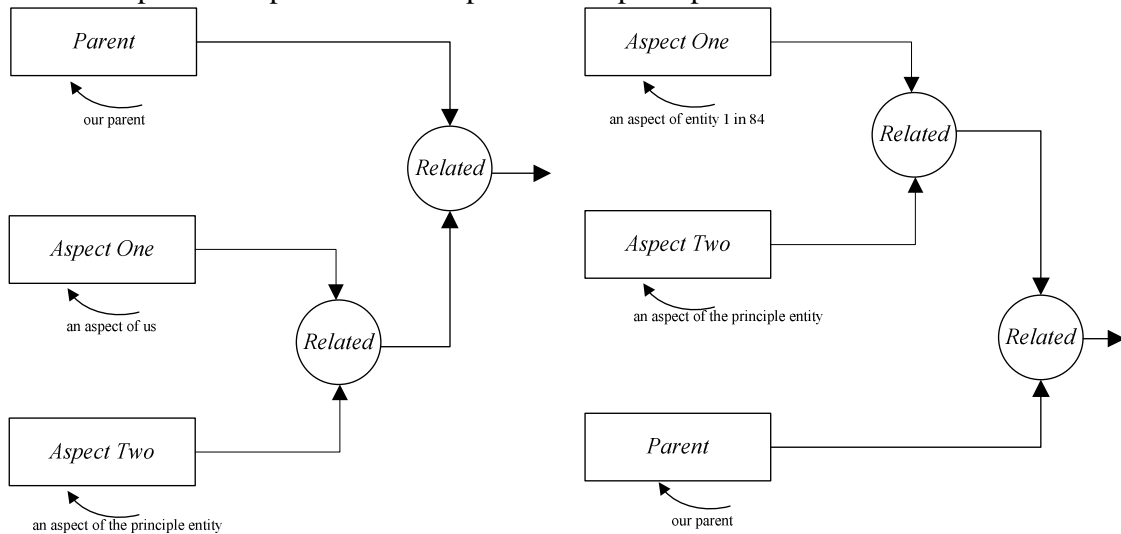 Parent
our parent
Related
Aspect One
an aspect of us
Related
Aspect Two
an aspect of the principle entity
Aspect One
an aspect of entity 1 in 84
Related
Aspect Two
an aspect of the principle entity
Related
Parent
our parent